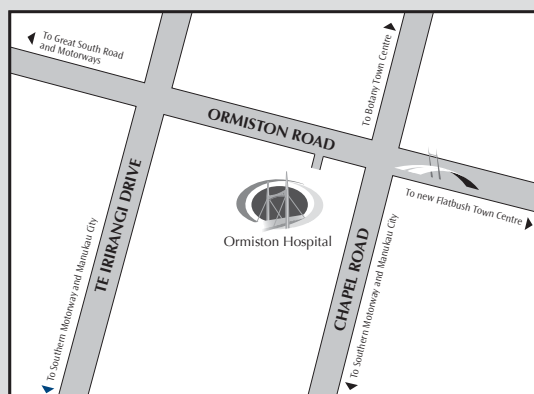 To Great South Road
and Motorways
To Botany Town Centre
ORMISTON ROAD
To new Flatbush Town Centre
Ormiston Hospital
TE IRIRANGI DRIVE
To Southern Motorway and Manukau City
CHAPEL ROAD
To Southern Motorway and Manukau City